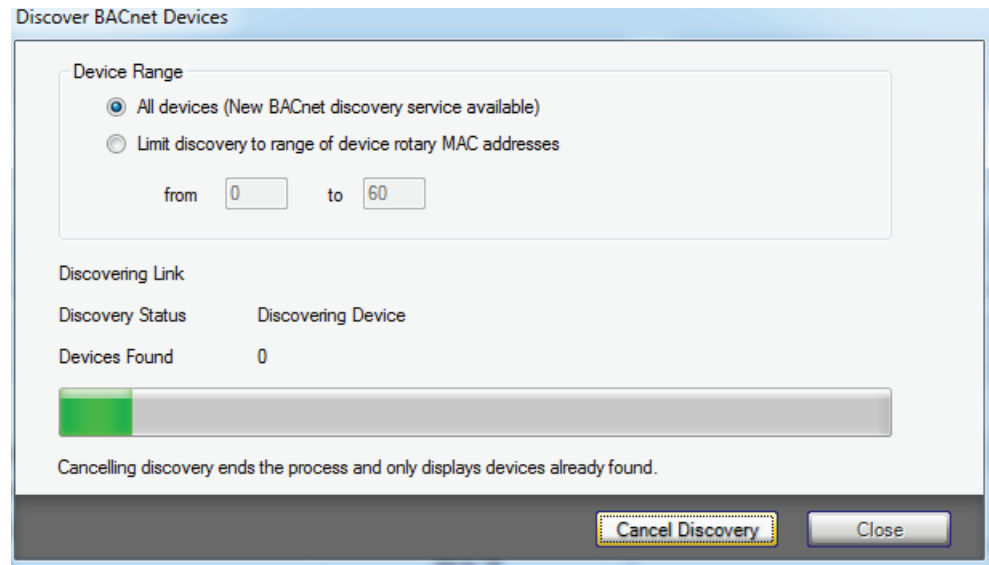 Discover BACnet Devices
Device Range
All devices (New BACnet discovery service available)
Limit discovery to range of device rotary MAC addresses
from 0 to 60
Discovering Link
Discovery Status Discovering Device
Devices Found 0
Cancelling discovery ends the process and only displays devices already found.
Cancel Discovery Close